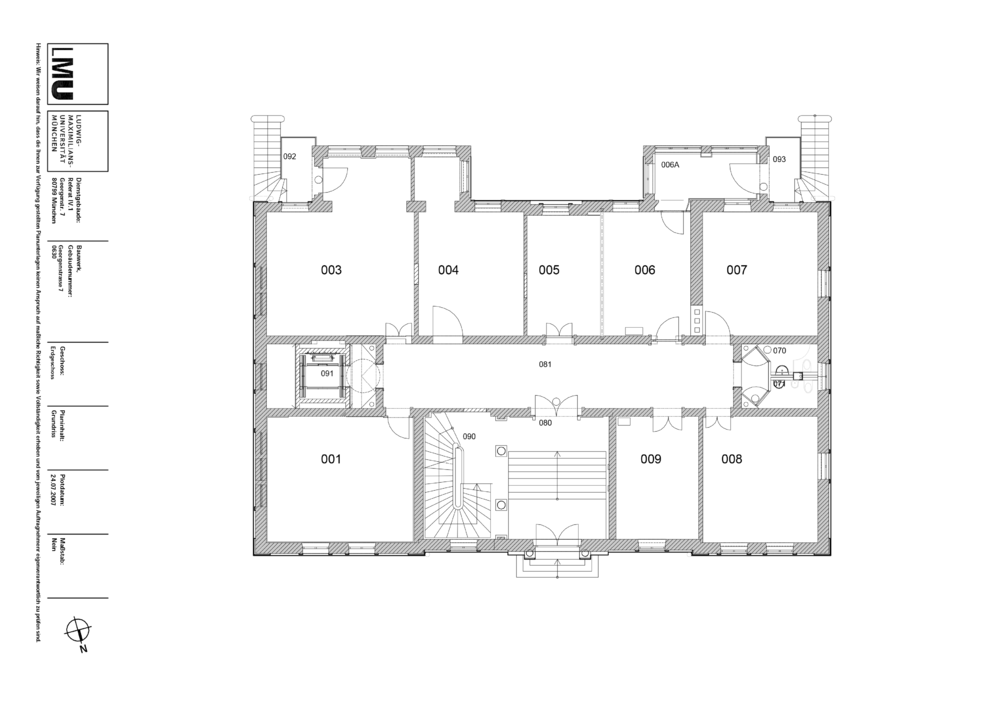 LMU
LUDWIG-
MAXIMILIANS-
UNIVERSITÄT
MÜNCHEN
Dienstgebäude:
Referat IV.1
Georgenstr. 7
80799 München
Bauwerk,
Gebäudenummer:
Georgenstrasse 7
0630
Geschoss:
Erdgeschoss
Planinhalt:
Grundriss
Plotdatum:
24.07.2007
Maßstab:
Nein
N
Hinweis: Wir weisen darauf hin, dass die Ihnen zur Verfügung gestellten Planunterlagen keinen Anspruch auf maßliche Richtigkeit sowie Vollständigkeit erheben und vom jeweiligen Auftragnehmer eigenverantwortlich zu prüfen sind.
092
006A
093
003
004
005
006
007
091
081
070
071
080
090
001
009
008